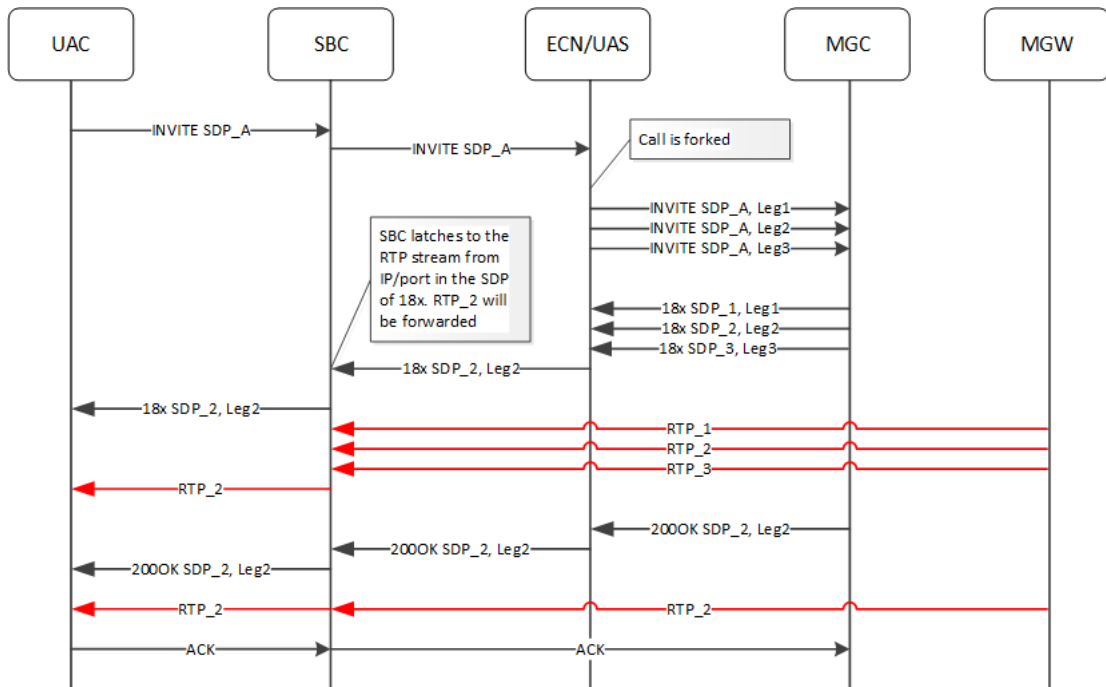 UAC
SBC
ECN/UAS
MGC
MGW
INVITE SDP_A
INVITE SDP_A
Call is forked
INVITE SDP_A, Leg1
INVITE SDP_A, Leg2
INVITE SDP_A, Leg3
SBC latches to the
RTP stream from
IP/port in the SDP
of 18x. RTP_2 will
be forwarded
18x SDP_1, Leg1
18x SDP_2, Leg2
18x SDP_3, Leg3
18x SDP_2, Leg2
18x SDP_2, Leg2
RTP_1
RTP_2
RTP_3
RTP_2
200OK SDP_2, Leg2
200OK SDP_2, Leg2
200OK SDP_2, Leg2
RTP_2
RTP_2
ACK
ACK